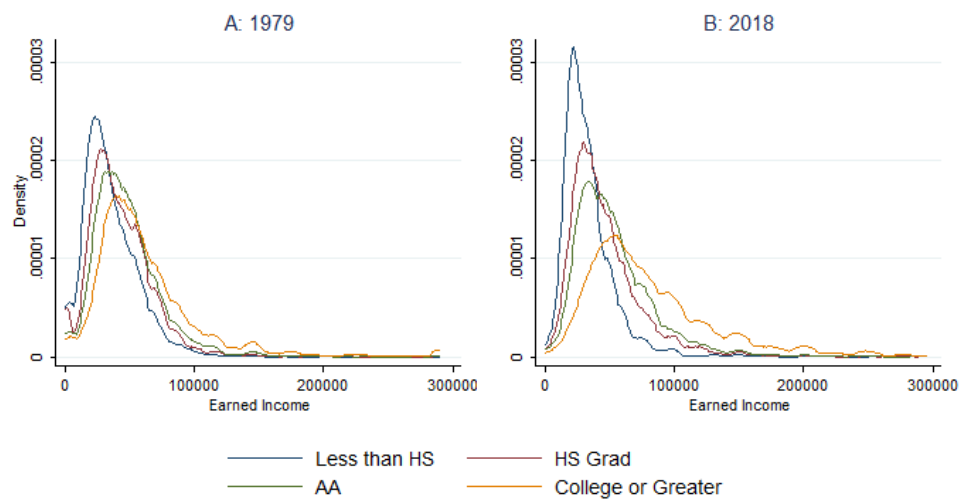 A: 1979
B: 2018
Density
0
.00001
.00002
.00003
0
100000
200000
300000
Earned Income
0
.00001
.00002
.00003
0
100000
200000
300000
Earned Income
Less than HS
HS Grad
AA
College or Greater